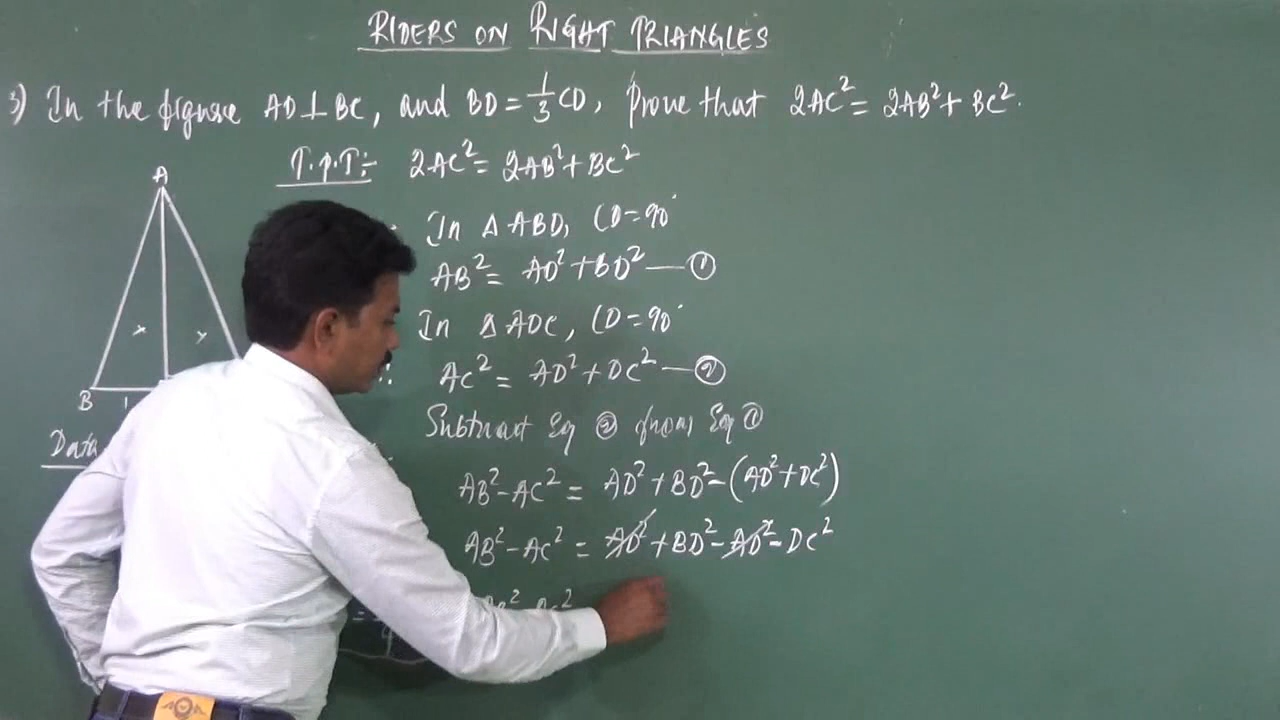 RIDERS ON RIGHT TRIANGLES
3) In the figure AD⊥BC, and BD = 1/3 CD, Prove that 2AC² = 2AB² + BC².
T.P.T:- 2AC² = 2AB² + BC²
A
In △ABD, ∠D=90°
AB² = AD² + BD² — ①
In △ADC, ∠D=90°
AC² = AD² + DC² — ②
B 1
Subtract Eq ② from Eq ①
Data
AB² - AC² = AD² + BD² - (AD² + DC²)
AB² - AC² = AD² + BD² - AD² - DC²